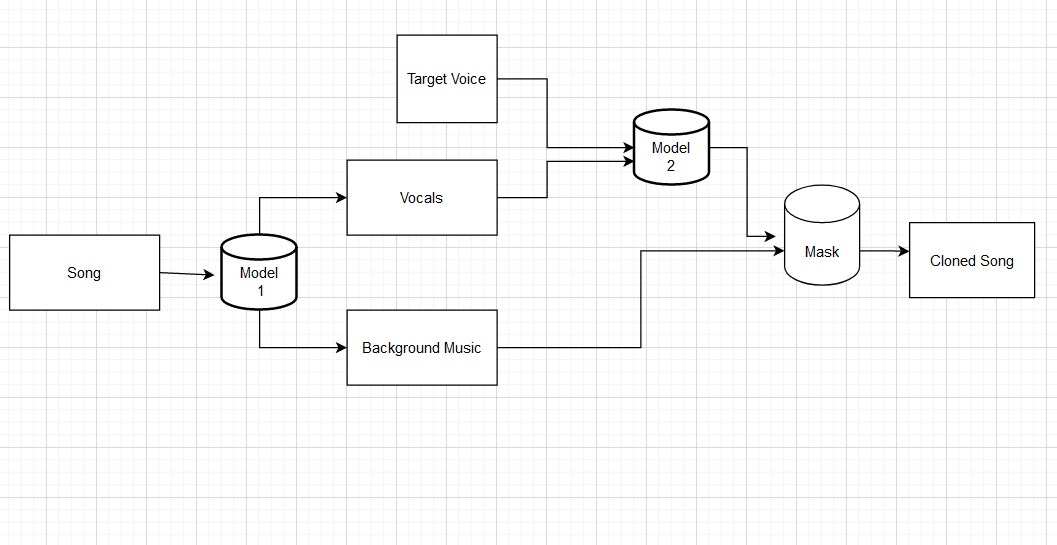 Target Voice
Model
2
Vocals
Song
Model
1
Mask
Cloned Song
Background Music